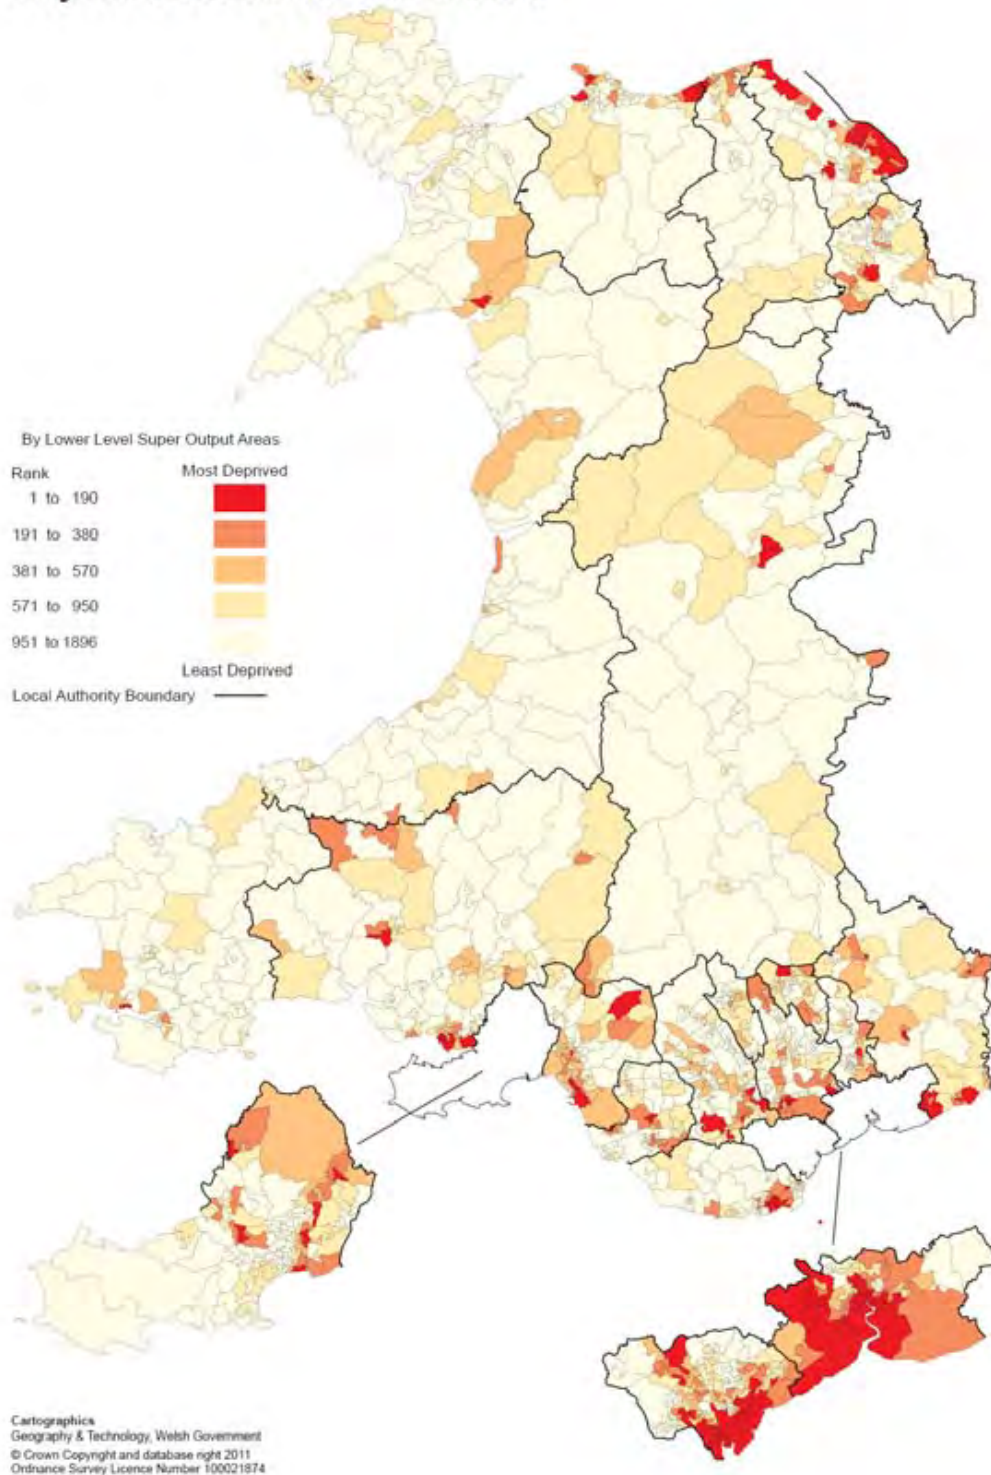 By Lower Level Super Output Areas
Rank
Most Deprived
1 to 190
191 to 380
381 to 570
571 to 950
951 to 1896
Least Deprived
Local Authority Boundary
Cartographics
Geography & Technology, Welsh Government
© Crown Copyright and database right 2011
Ordnance Survey Licence Number 100021874